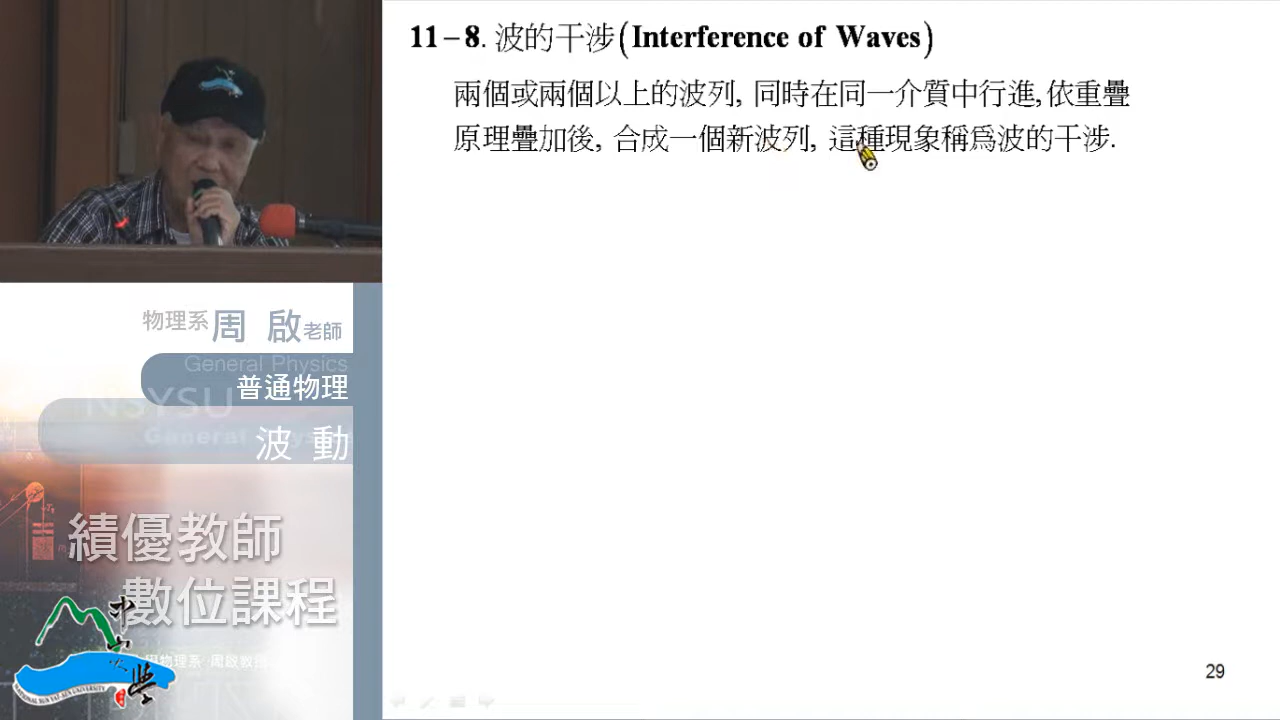 11－8. 波的干涉(Interference of Waves)
兩個或兩個以上的波列, 同時在同一介質中行進, 依重疊
原理疊加後, 合成一個新波列, 這種現象稱為波的干涉.
物理系 周 啟 老師
General Physics
普通物理
NSYSU
General Physics
波 動
績優教師
數位課程
29